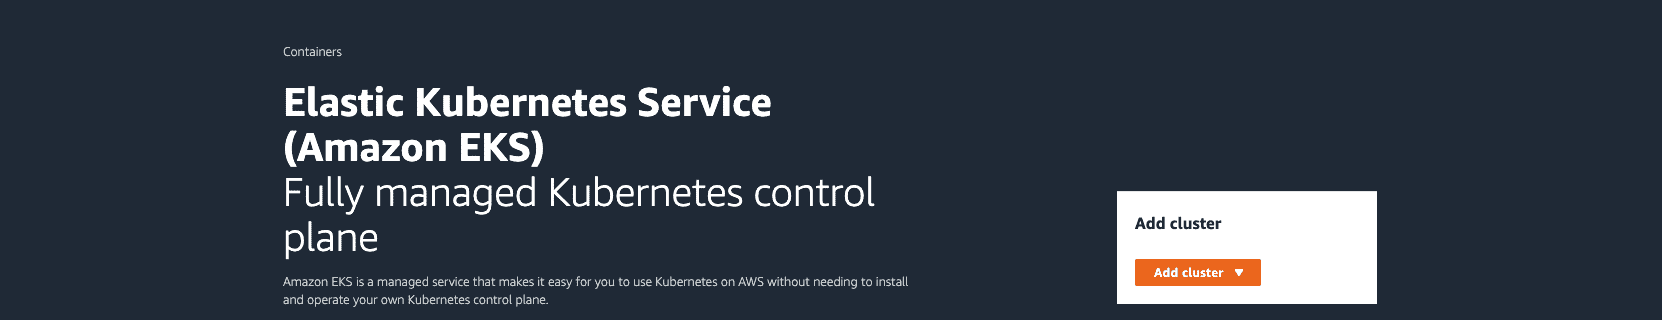 Containers
Elastic Kubernetes Service
(Amazon EKS)
Fully managed Kubernetes control
plane
Amazon EKS is a managed service that makes it easy for you to use Kubernetes on AWS without needing to install
and operate your own Kubernetes control plane.
Add cluster
Add cluster